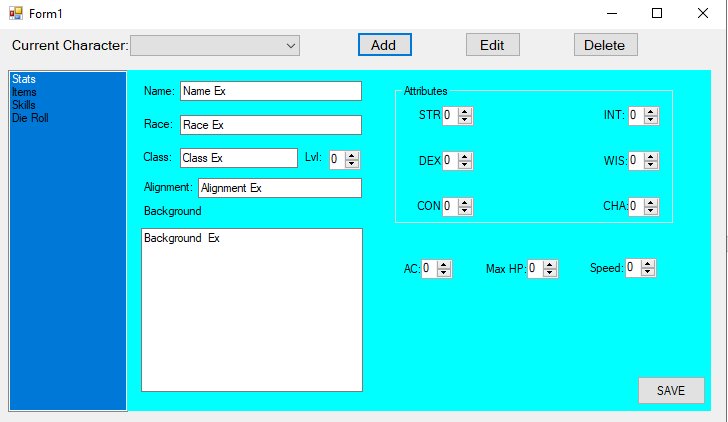 Form1
Current Character:
Add
Edit
Delete
Stats
Items
Skills
Die Roll
Name: Name Ex
Race: Race Ex
Class: Class Ex Lvl: 0
Alignment: Alignment Ex
Background
Background Ex
Attributes
STR 0 INT: 0
DEX 0 WIS: 0
CON 0 CHA: 0
AC: 0 Max HP: 0 Speed: 0
SAVE